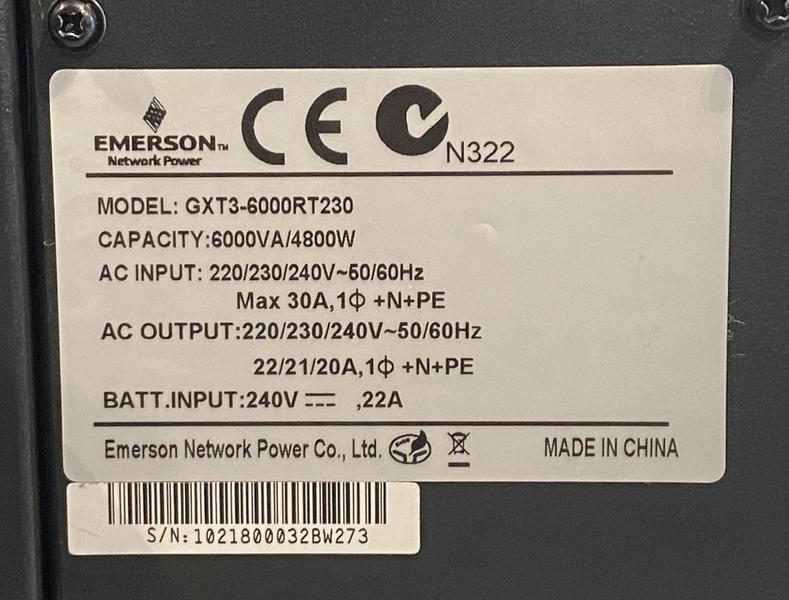 EMERSON™
Network Power
CE
N322
MODEL: GXT3-6000RT230
CAPACITY:6000VA/4800W
AC INPUT: 220/230/240V~50/60Hz
Max 30A,1Φ +N+PE
AC OUTPUT:220/230/240V~50/60Hz
22/21/20A,1Φ +N+PE
BATT.INPUT:240V ⎓ ,22A
Emerson Network Power Co., Ltd.
MADE IN CHINA
S/N:1021800032BW273